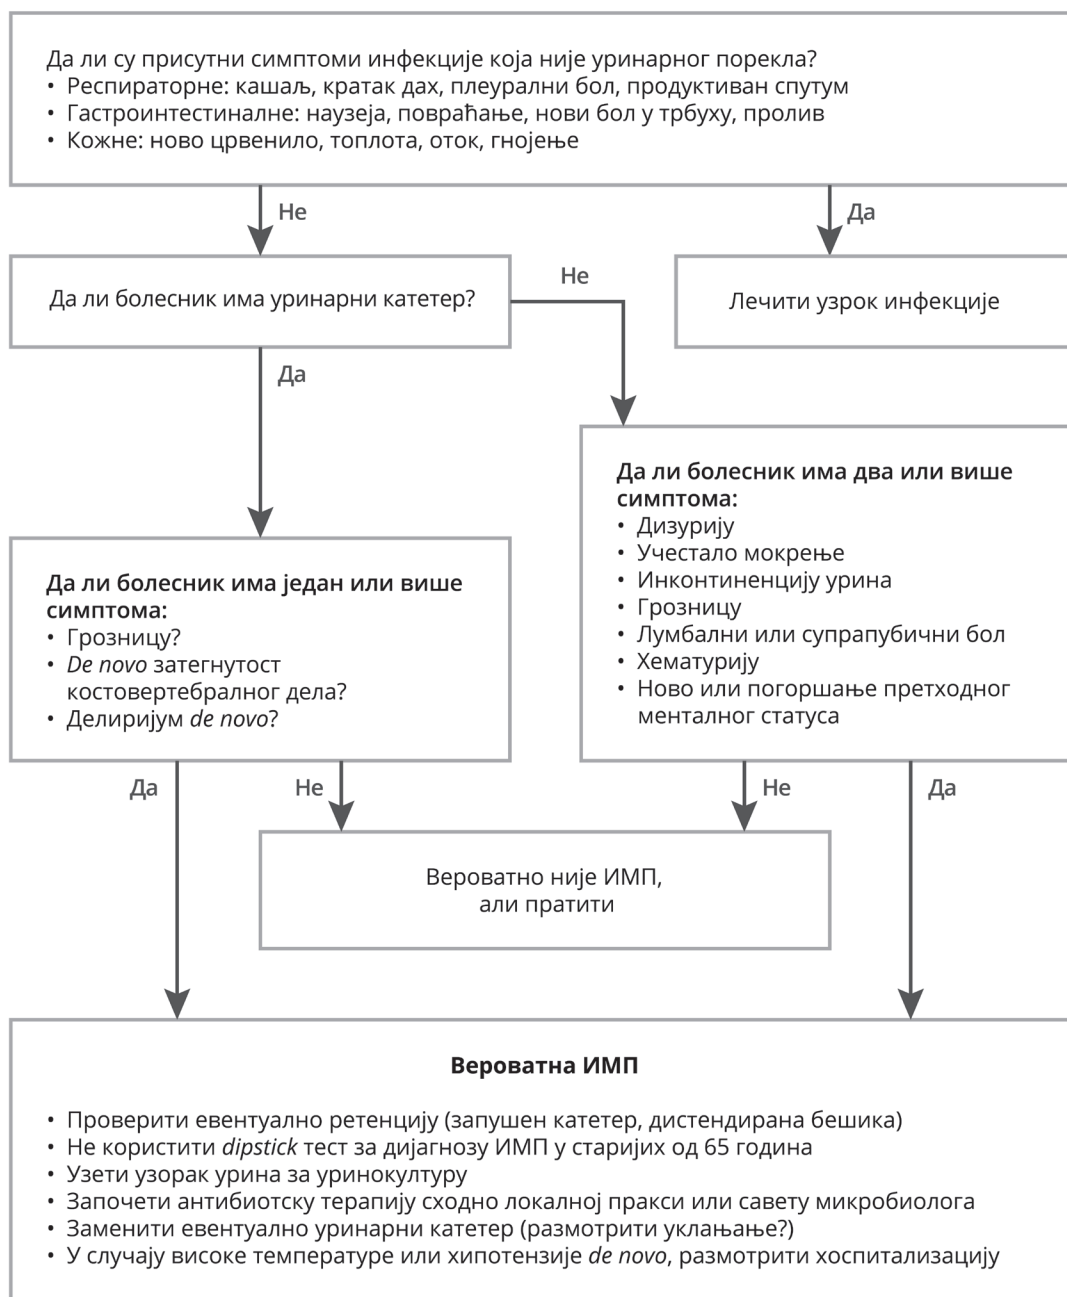 Да ли су присутни симптоми инфекције која није уринарног порекла?
• Респираторне: кашаљ, кратак дах, плеурални бол, продуктиван спутум
• Гастроинтестиналне: наузеја, повраћање, нови бол у трбуху, пролив
• Кожне: ново црвенило, топлота, оток, гнојење
Не
Да
Да ли болесник има уринарни катетер?
Не
Лечити узрок инфекције
Да
Да ли болесник има два или више
симптома:
• Дизурију
• Учестало мокрење
• Инконтиненцију урина
• Грозницу
• Лумбални или супрапубични бол
• Хематурију
• Ново или погоршање претходног
менталног статуса
Да ли болесник има један или више
симптома:
• Грозницу?
• De novo затегнутост
костовертебралног дела?
• Делиријум de novo?
Да
Не
Не
Да
Вероватно није ИМП,
али пратити
Вероватна ИМП
• Проверити евентуално ретенцију (запушен катетер, дистендирана бешика)
• Не користити dipstick тест за дијагнозу ИМП у старијих од 65 година
• Узети узорак урина за уринокултуру
• Започети антибиотску терапију сходно локалној пракси или савету микробиолога
• Заменити евентуално уринарни катетер (размотрити уклањање?)
• У случају високе температуре или хипотензије de novo, размотрити хоспитализацију